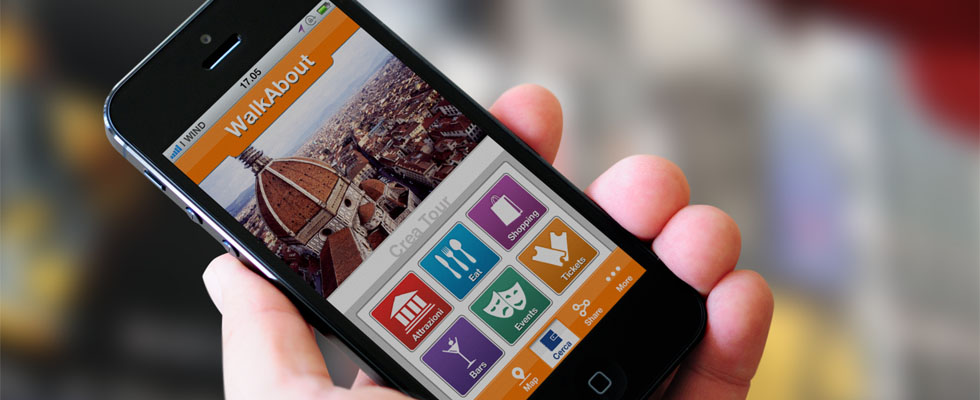 I WIND
17.05
WalkAbout
Crea Tour
Attrazioni
Eat
Shopping
Bars
Events
Tickets
Map
Cerca
Share
More